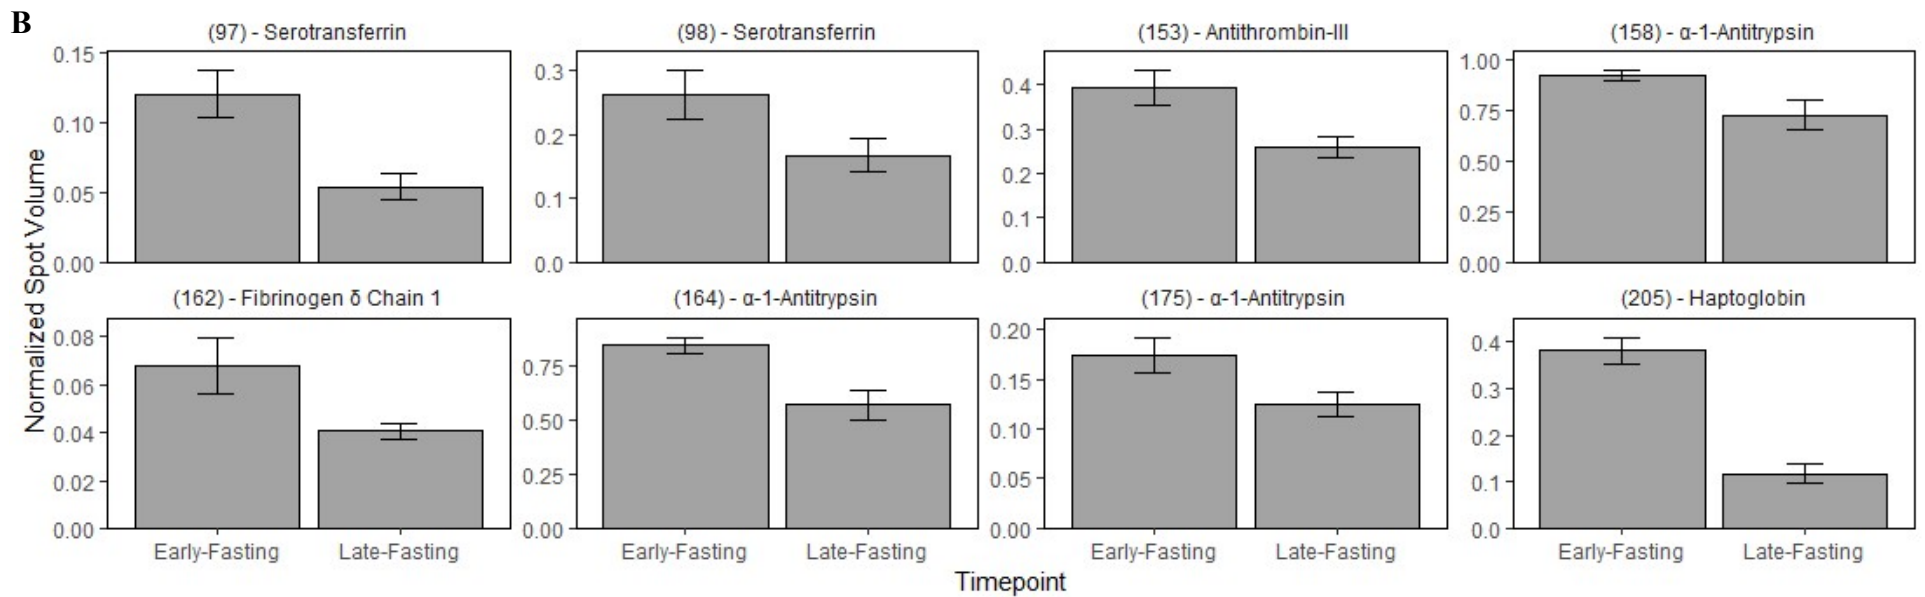 B
(97) - Serotransferrin
(98) - Serotransferrin
(153) - Antithrombin-III
(158) - α-1-Antitrypsin
0.15
0.10
0.05
0.00
0.3
0.2
0.1
0.0
0.4
0.3
0.2
0.1
0.0
1.00
0.75
0.50
0.25
0.00
Normalized Spot Volume
(162) - Fibrinogen δ Chain 1
(164) - α-1-Antitrypsin
(175) - α-1-Antitrypsin
(205) - Haptoglobin
0.08
0.06
0.04
0.02
0.00
0.75
0.50
0.25
0.00
0.20
0.15
0.10
0.05
0.00
0.4
0.3
0.2
0.1
0.0
Early-Fasting
Late-Fasting
Early-Fasting
Late-Fasting
Early-Fasting
Late-Fasting
Early-Fasting
Late-Fasting
Timepoint